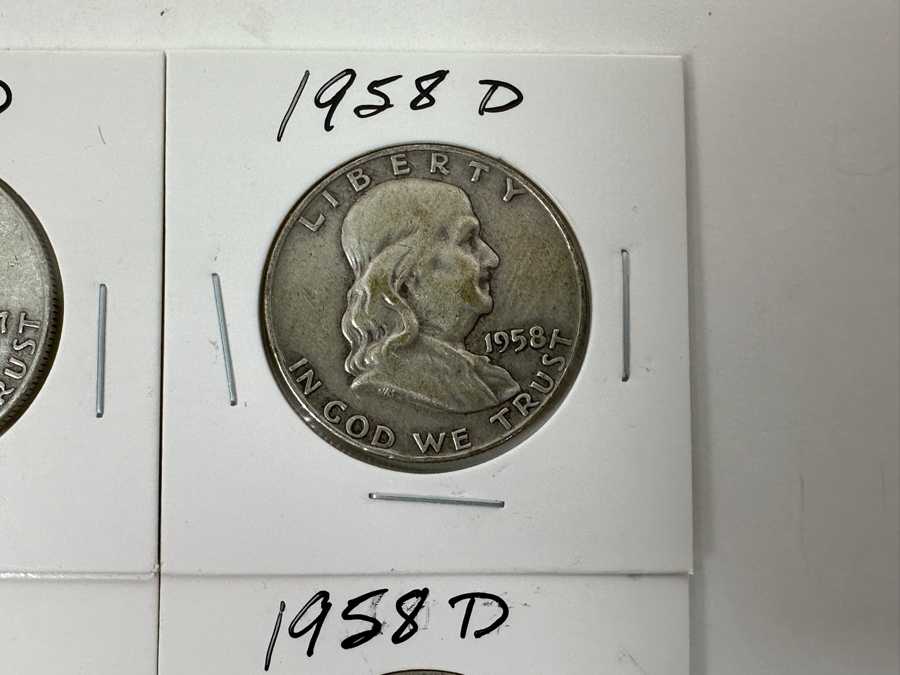 1958 D
LIBERTY
1958
IN GOD WE TRUST
1958 D